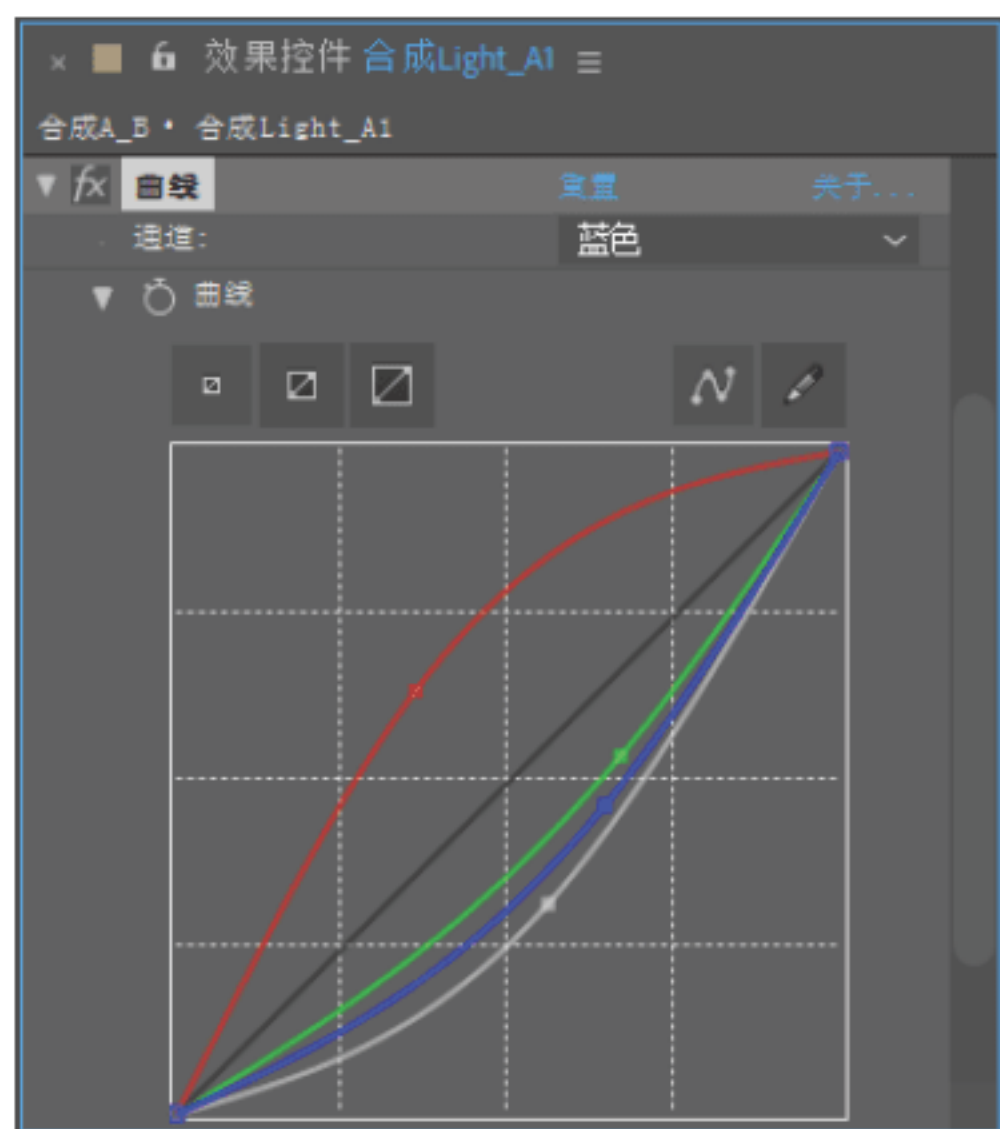 × 效果控件 合成Light_A1 ≡
合成A_B • 合成Light_A1
fx 曲线 重置 关于...
通道: 蓝色
曲线